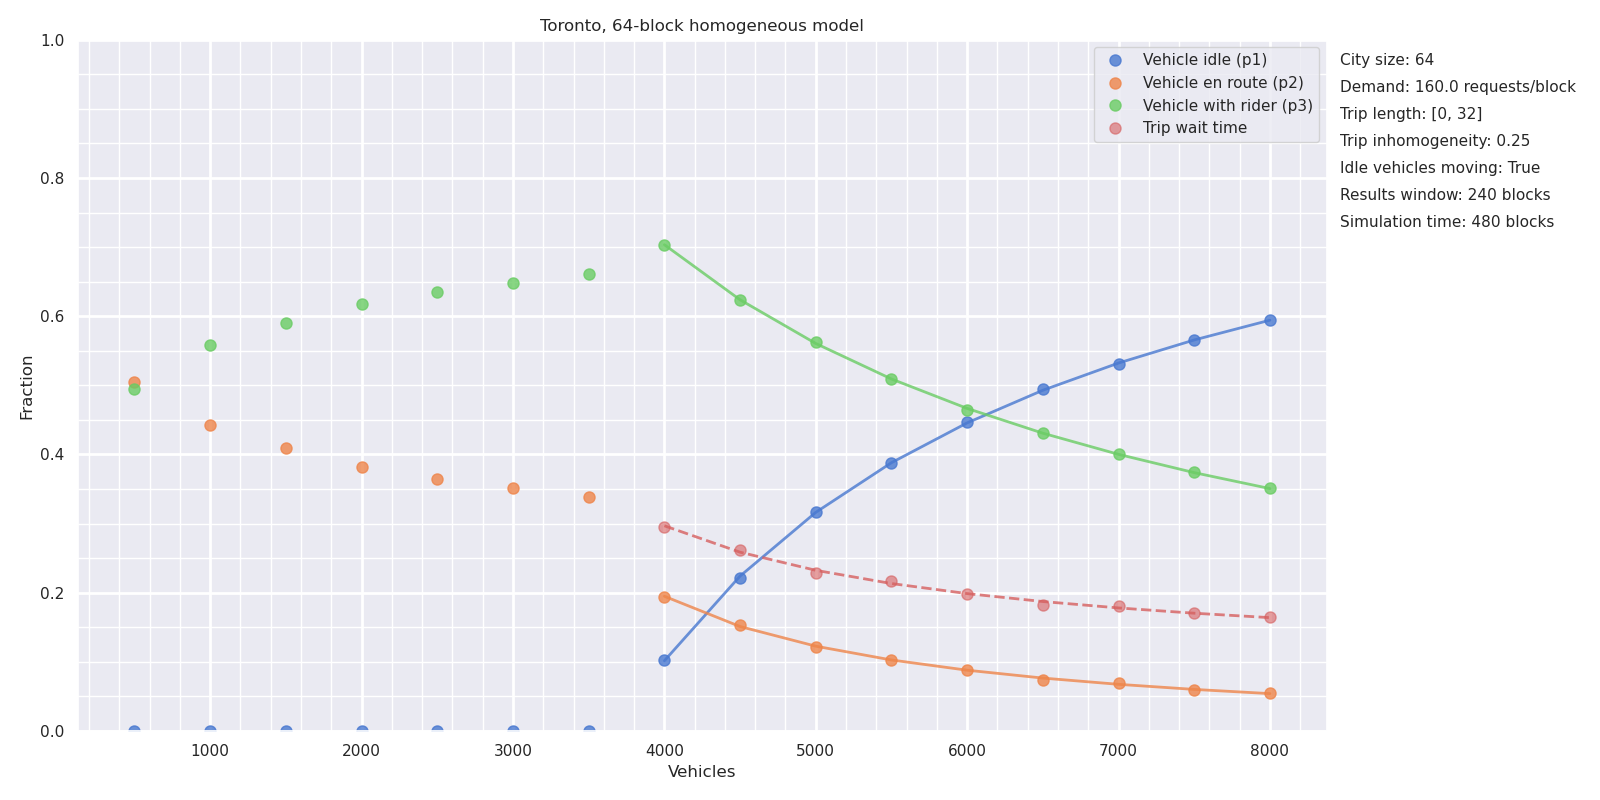 Toronto, 64-block homogeneous model
1.0
0.8
0.6
0.4
0.2
0.0
Fraction
1000
2000
3000
4000
5000
6000
7000
8000
Vehicles
Vehicle idle (p1)
Vehicle en route (p2)
Vehicle with rider (p3)
Trip wait time
City size: 64
Demand: 160.0 requests/block
Trip length: [0, 32]
Trip inhomogeneity: 0.25
Idle vehicles moving: True
Results window: 240 blocks
Simulation time: 480 blocks